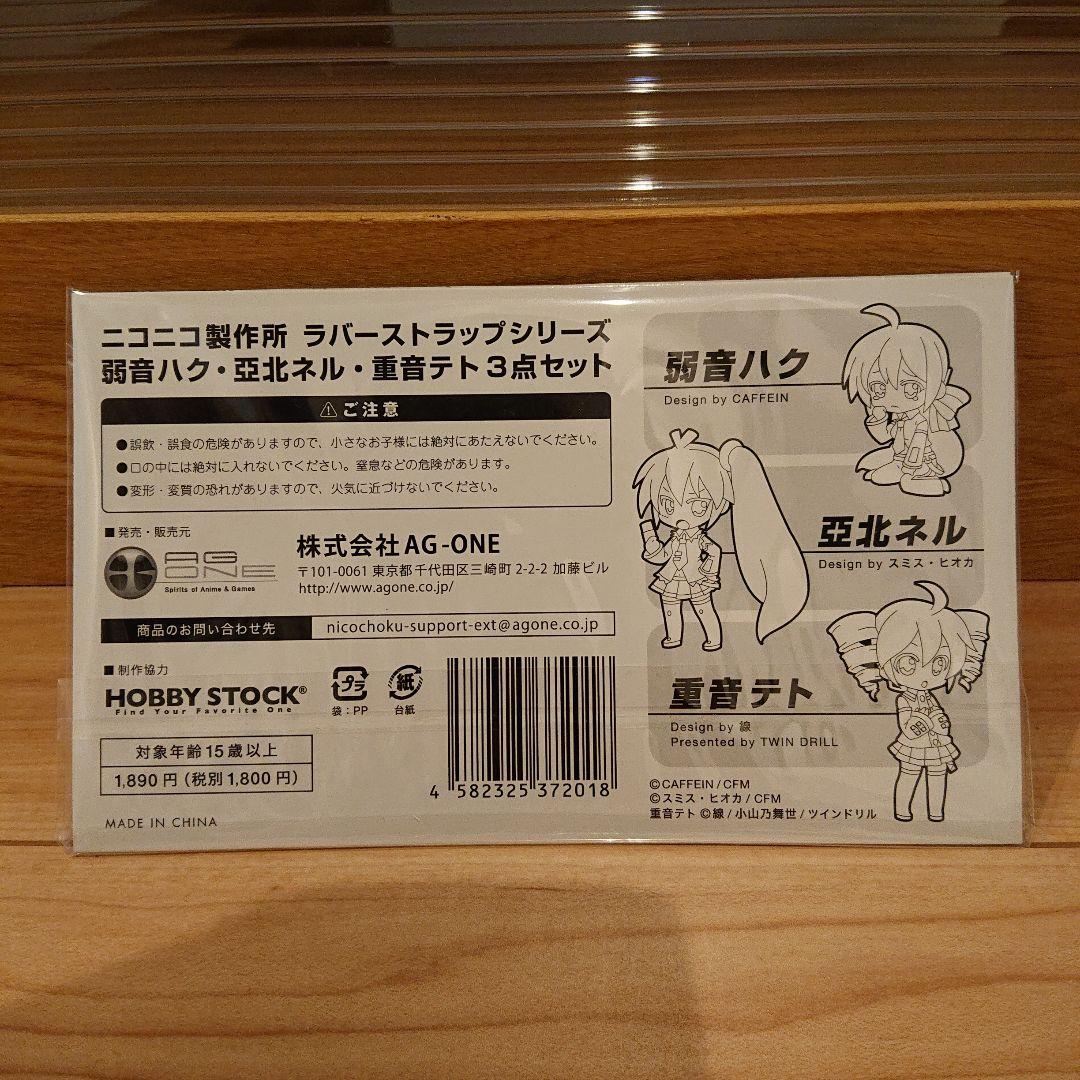 ニコニコ製作所 ラバーストラップシリーズ
弱音ハク・亞北ネル・重音テト3点セット
⚠ご注意
●誤飲・誤食の危険がありますので、小さなお子様には絶対にあたえないでください。
●口の中には絶対に入れないでください。窒息などの危険があります。
●変形・変質の恐れがありますので、火気に近づけないでください。
■発売・販売元
AG ONE
Spirits of Anime & Games
株式会社AG-ONE
〒101-0061 東京都千代田区三崎町2-2-2 加藤ビル
http://www.agone.co.jp/
商品のお問い合わせ先 nicochoku-support-ext@agone.co.jp
■制作協力
HOBBY STOCK®
Find Your Favorite One
プラ
袋：PP
紙
台紙
対象年齢15歳以上
1,890円（税別1,800円）
4 582325 372018
MADE IN CHINA
弱音ハク
Design by CAFFEIN
亞北ネル
Design by スミス・ヒオカ
重音テト
Design by 線
Presented by TWIN DRILL
©CAFFEIN / CFM
©スミス・ヒオカ / CFM
重音テト ©線 / 小山乃舞世 / ツインドリル